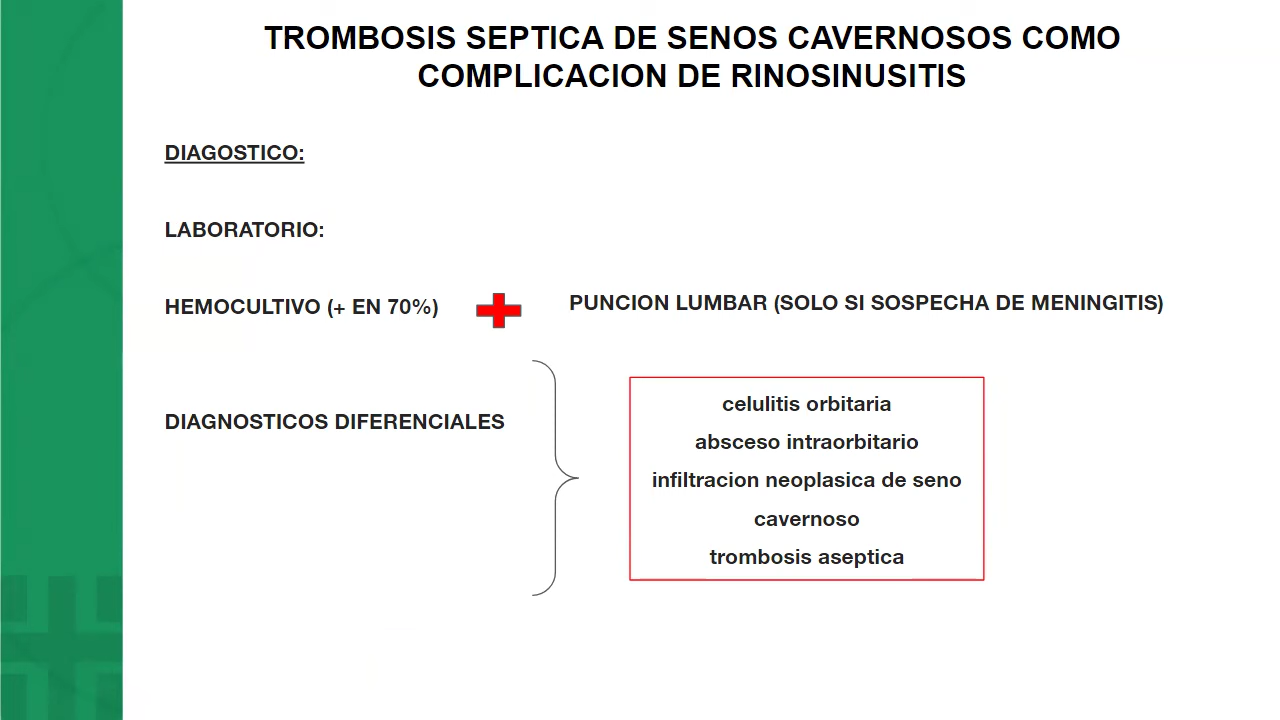 TROMBOSIS SEPTICA DE SENOS CAVERNOSOS COMO
COMPLICACION DE RINOSINUSITIS
DIAGOSTICO:
LABORATORIO:
HEMOCULTIVO (+ EN 70%)
PUNCION LUMBAR (SOLO SI SOSPECHA DE MENINGITIS)
DIAGNOSTICOS DIFERENCIALES
celulitis orbitaria
absceso intraorbitario
infiltracion neoplasica de seno
cavernoso
trombosis aseptica